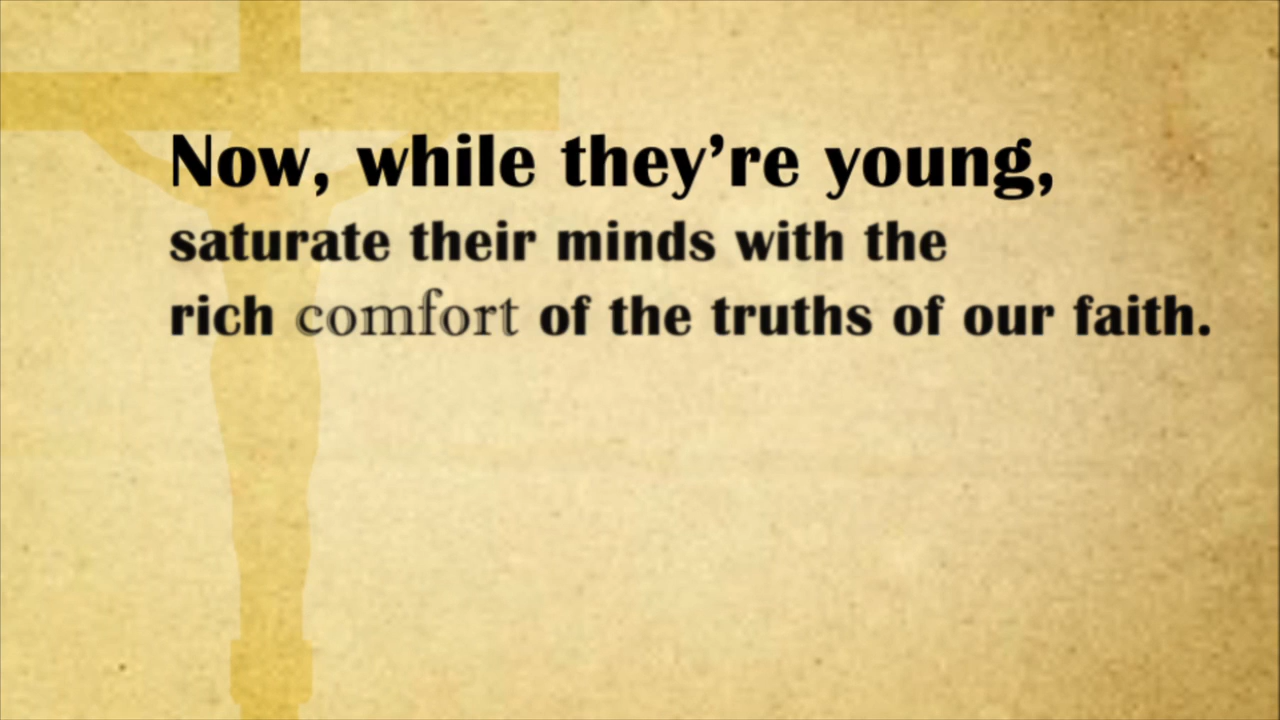 Now, while they’re young,
saturate their minds with the
rich comfort of the truths of our faith.